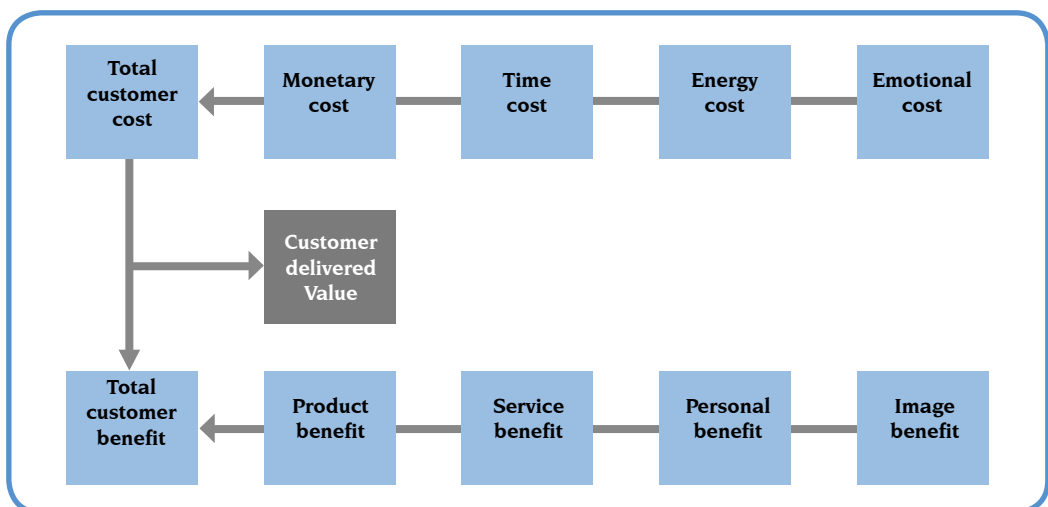 Total
customer
cost
Monetary
cost
Time
cost
Energy
cost
Emotional
cost
Customer
delivered
Value
Total
customer
benefit
Product
benefit
Service
benefit
Personal
benefit
Image
benefit